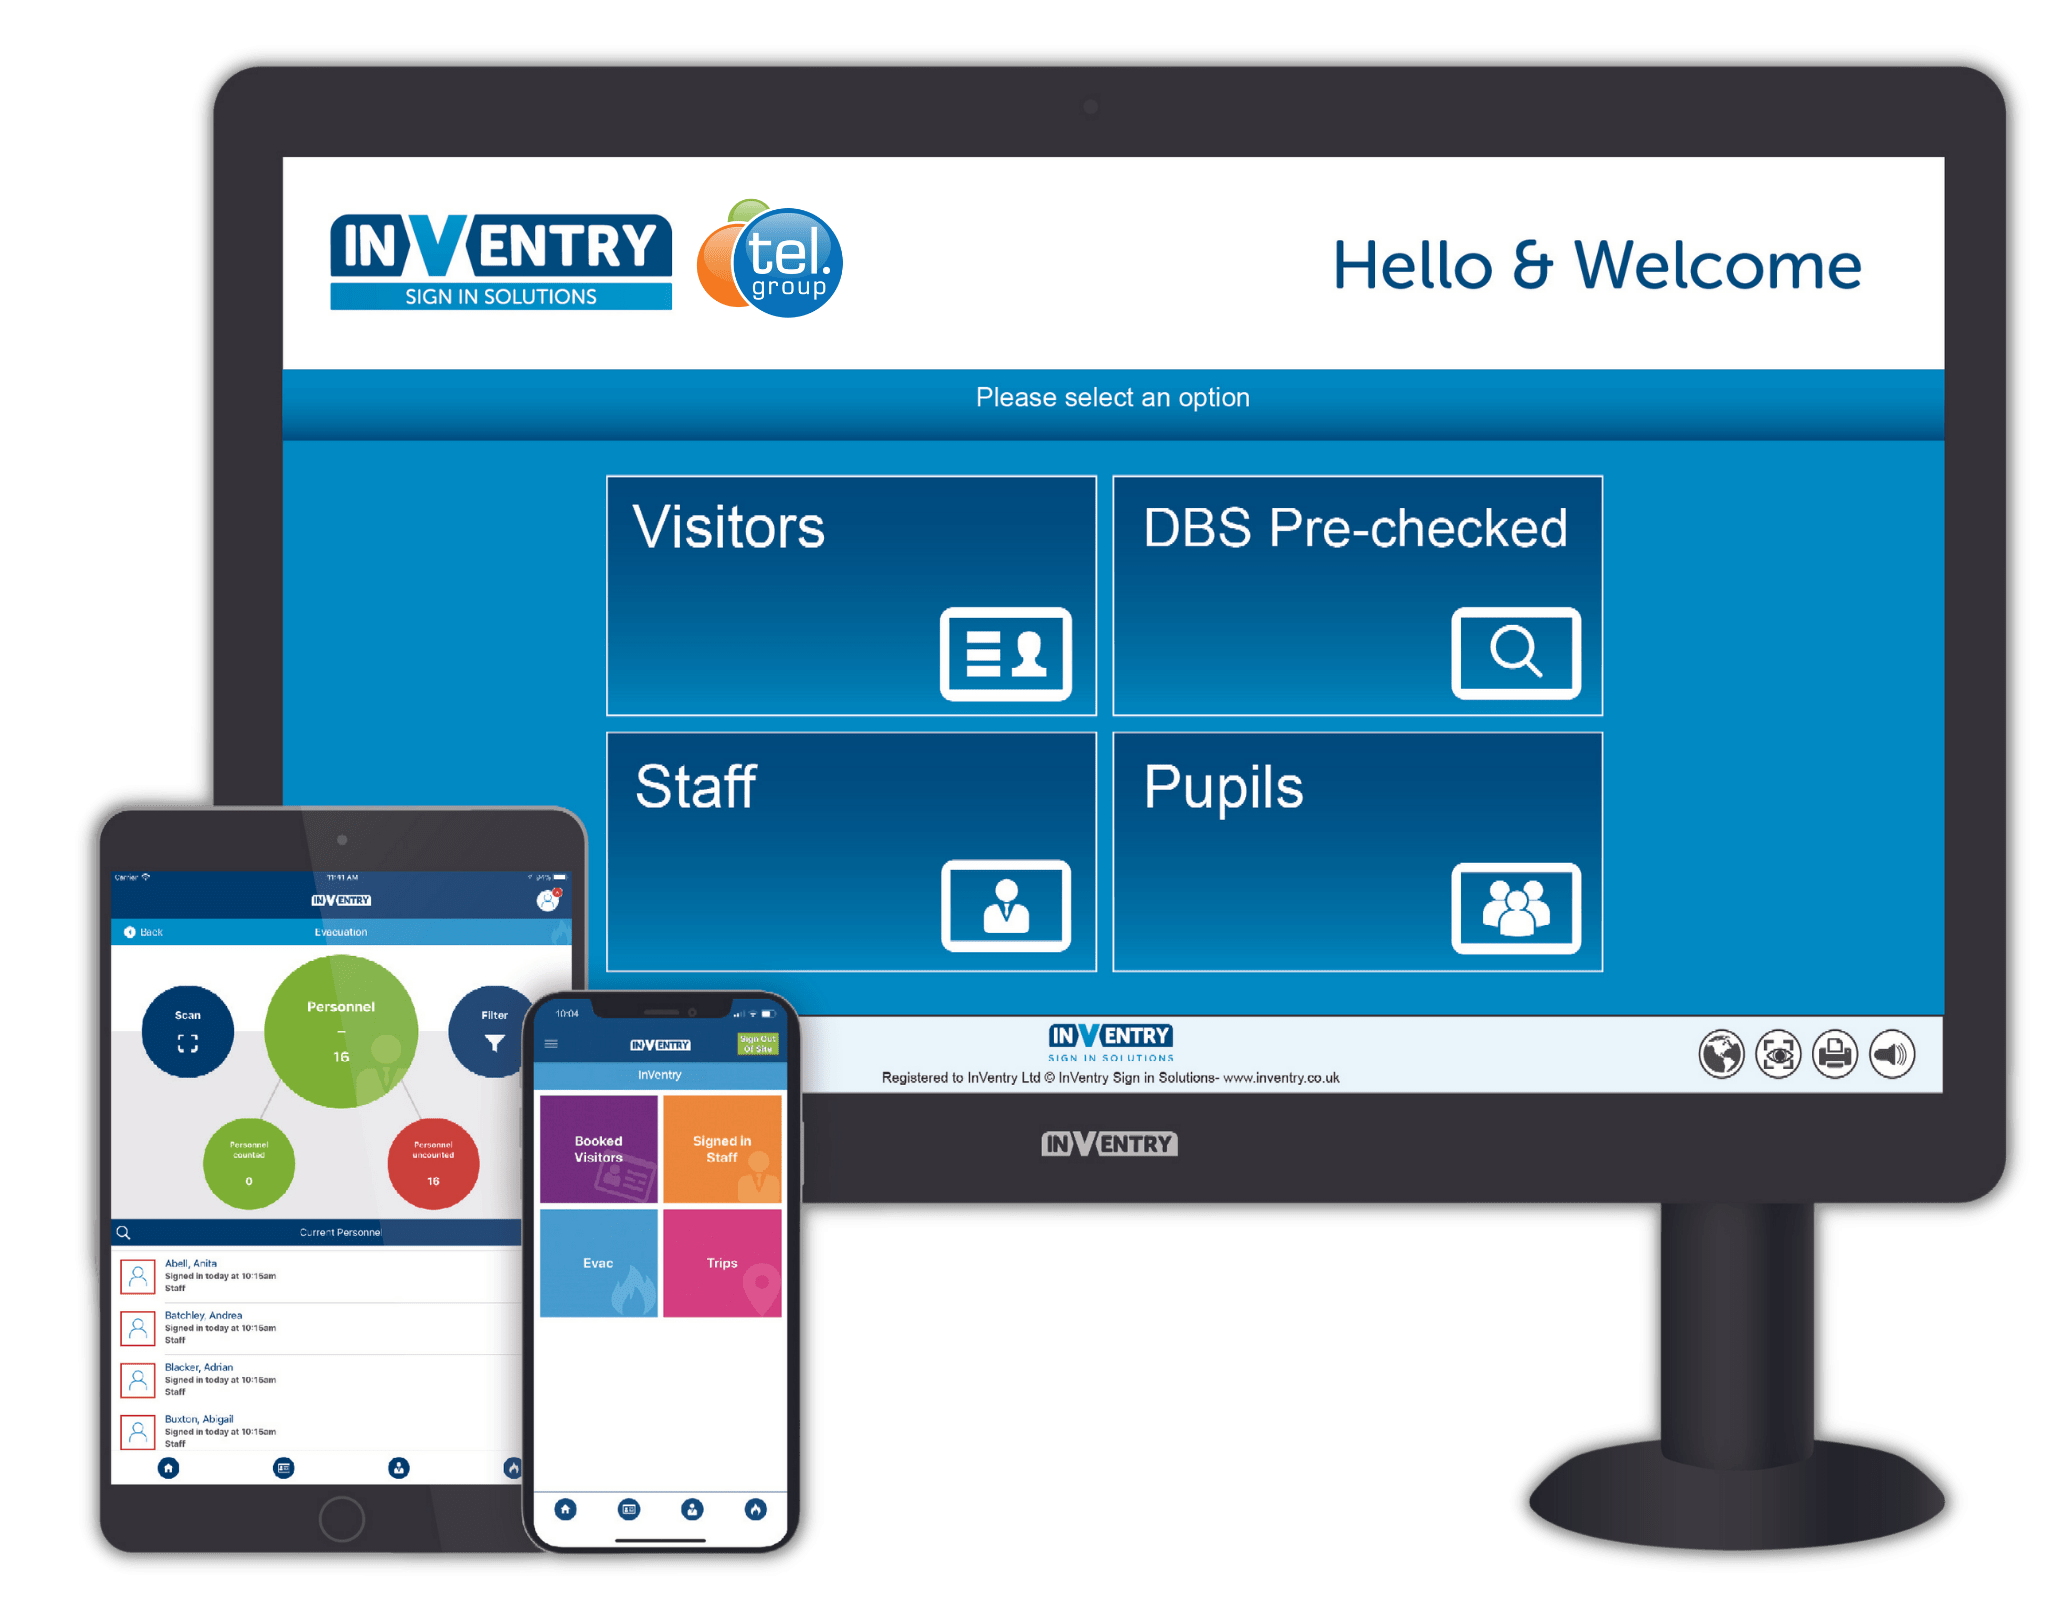 INVENTRY
SIGN IN SOLUTIONS
tel.
group
Hello & Welcome
Please select an option
Visitors
DBS Pre-checked
Staff
Pupils
INVENTRY
SIGN IN SOLUTIONS
Registered to InVentry Ltd © InVentry Sign in Solutions- www.inventry.co.uk
INVENTRY
Carrier
11:41 AM
94%
INVENTRY
Back
Evacuation
Scan
Personnel
–
16
Filter
Personnel
counted
0
Personnel
uncounted
16
Current Personnel
Abell, Anita
Signed in today at 10:15am
Staff
Batchley, Andrea
Signed in today at 10:15am
Staff
Blacker, Adrian
Signed in today at 10:15am
Staff
Buxton, Abigail
Signed in today at 10:15am
Staff
10:04
INVENTRY
Sign Out
Of Site
InVentry
Booked
Visitors
Signed in
Staff
Evac
Trips